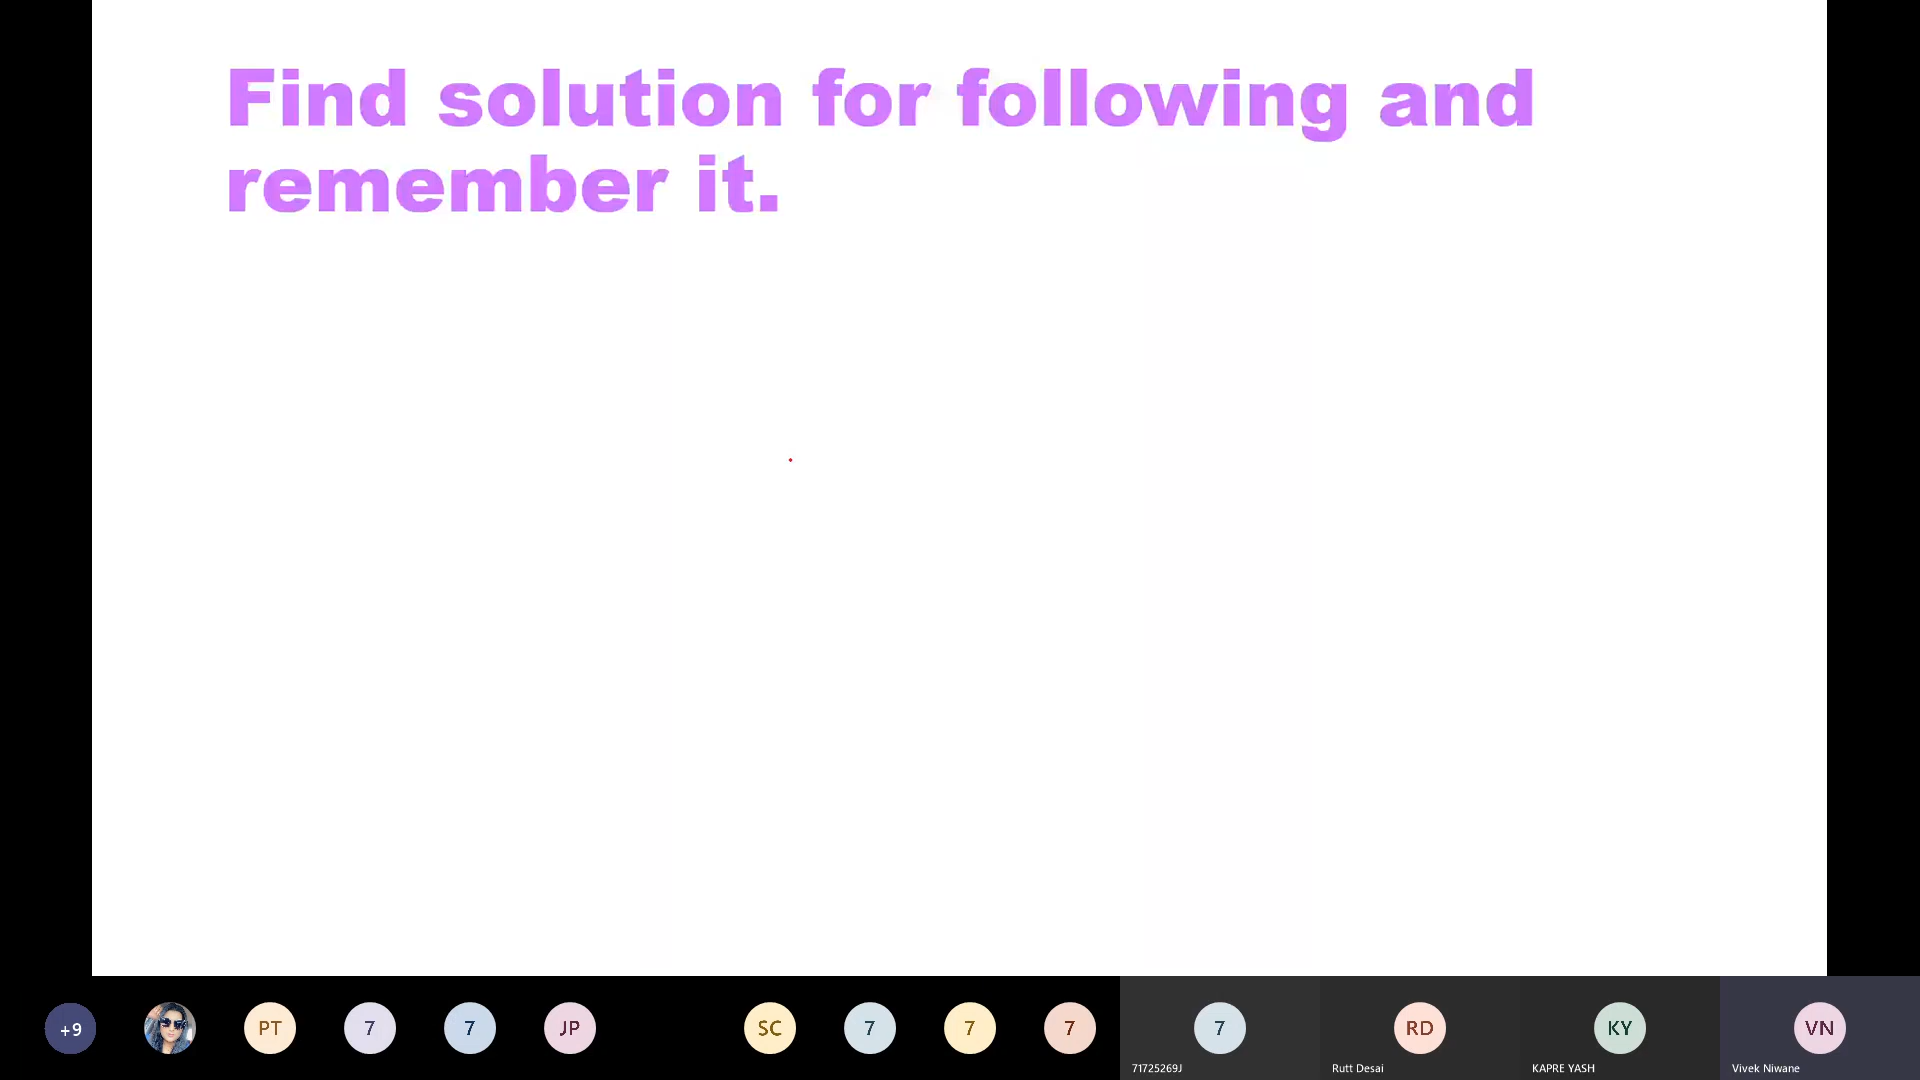 Find solution for following and
remember it.
+9
PT
7
7
JP
SC
7
7
7
7
RD
KY
VN
71725269J
Rutt Desai
KAPRE YASH
Vivek Niwane